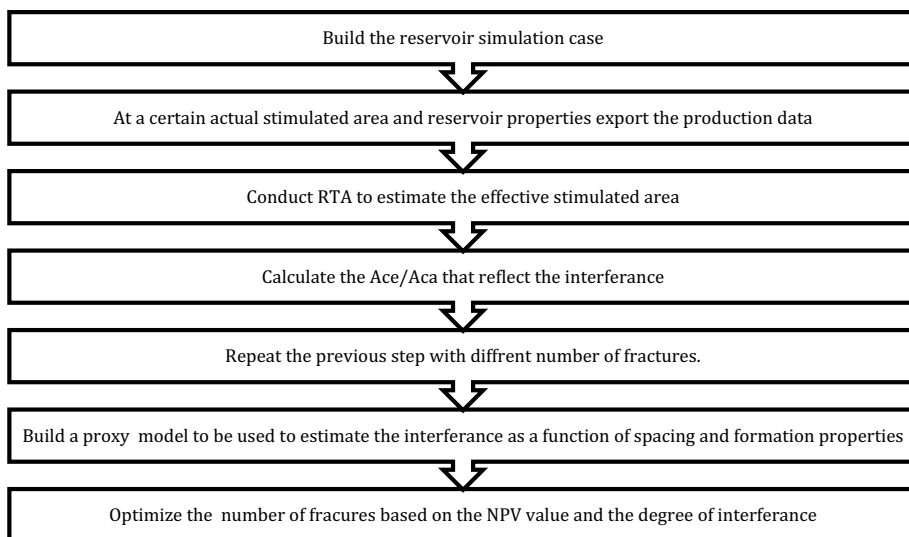 Build the reservoir simulation case
At a certain actual stimulated area and reservoir properties export the production data
Conduct RTA to estimate the effective stimulated area
Calculate the Ace/Aca that reflect the interferance
Repeat the previous step with diffrent number of fractures.
Build a proxy model to be used to estimate the interferance as a function of spacing and formation properties
Optimize the number of fracures based on the NPV value and the degree of interferance